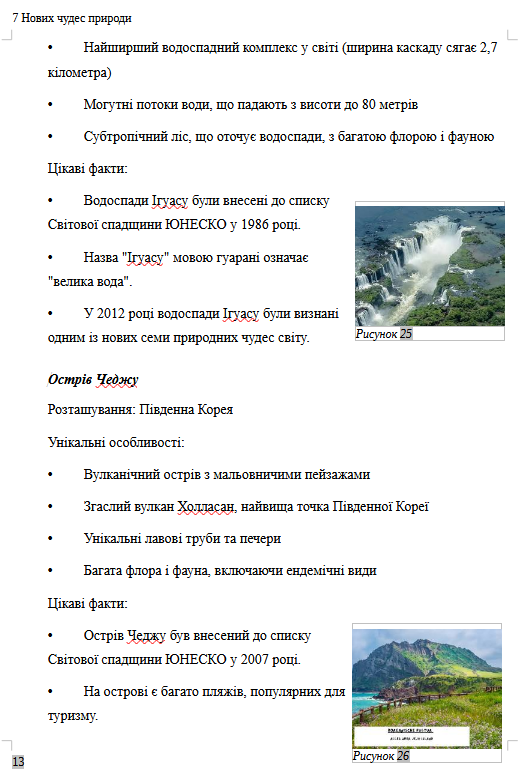 7 Нових чудес природи
• Найширший водоспадний комплекс у світі (ширина каскаду сягає 2,7
кілометра)
• Могутні потоки води, що падають з висоти до 80 метрів
• Субтропічний ліс, що оточує водоспади, з багатою флорою і фауною
Цікаві факти:
• Водоспади Ігуасу були внесені до списку
Світової спадщини ЮНЕСКО у 1986 році.
• Назва "Ігуасу" мовою гуарані означає
"велика вода".
• У 2012 році водоспади Ігуасу були визнані
одним із нових семи природних чудес світу.
Рисунок 25
Острів Чеджу
Розташування: Південна Корея
Унікальні особливості:
• Вулканічний острів з мальовничими пейзажами
• Згаслий вулкан Холласан, найвища точка Південної Кореї
• Унікальні лавові труби та печери
• Багата флора і фауна, включаючи ендемічні види
Цікаві факти:
• Острів Чеджу був внесений до списку
Світової спадщини ЮНЕСКО у 2007 році.
• На острові є багато пляжів, популярних для
туризму.
Рисунок 26
13